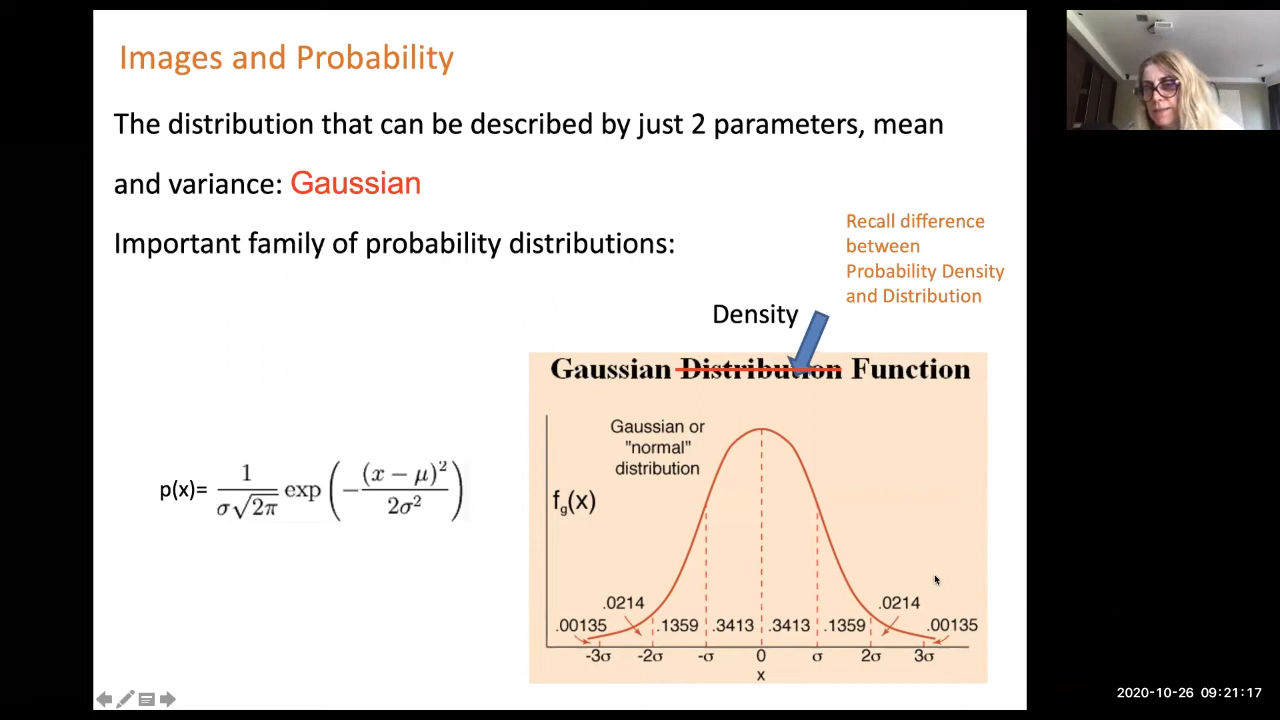 Images and Probability
The distribution that can be described by just 2 parameters, mean
and variance: Gaussian
Important family of probability distributions:
Recall difference
between
Probability Density
and Distribution
Density
Gaussian Distribution Function
Gaussian or
"normal"
distribution
f_g(x)
p(x)= 1/(σ√2π) exp(−(x − μ)²/2σ²)
.0214 .0214
.00135 .1359 .3413 .3413 .1359 .00135
-3σ -2σ -σ 0 σ 2σ 3σ
x
2020-10-26 09:21:17